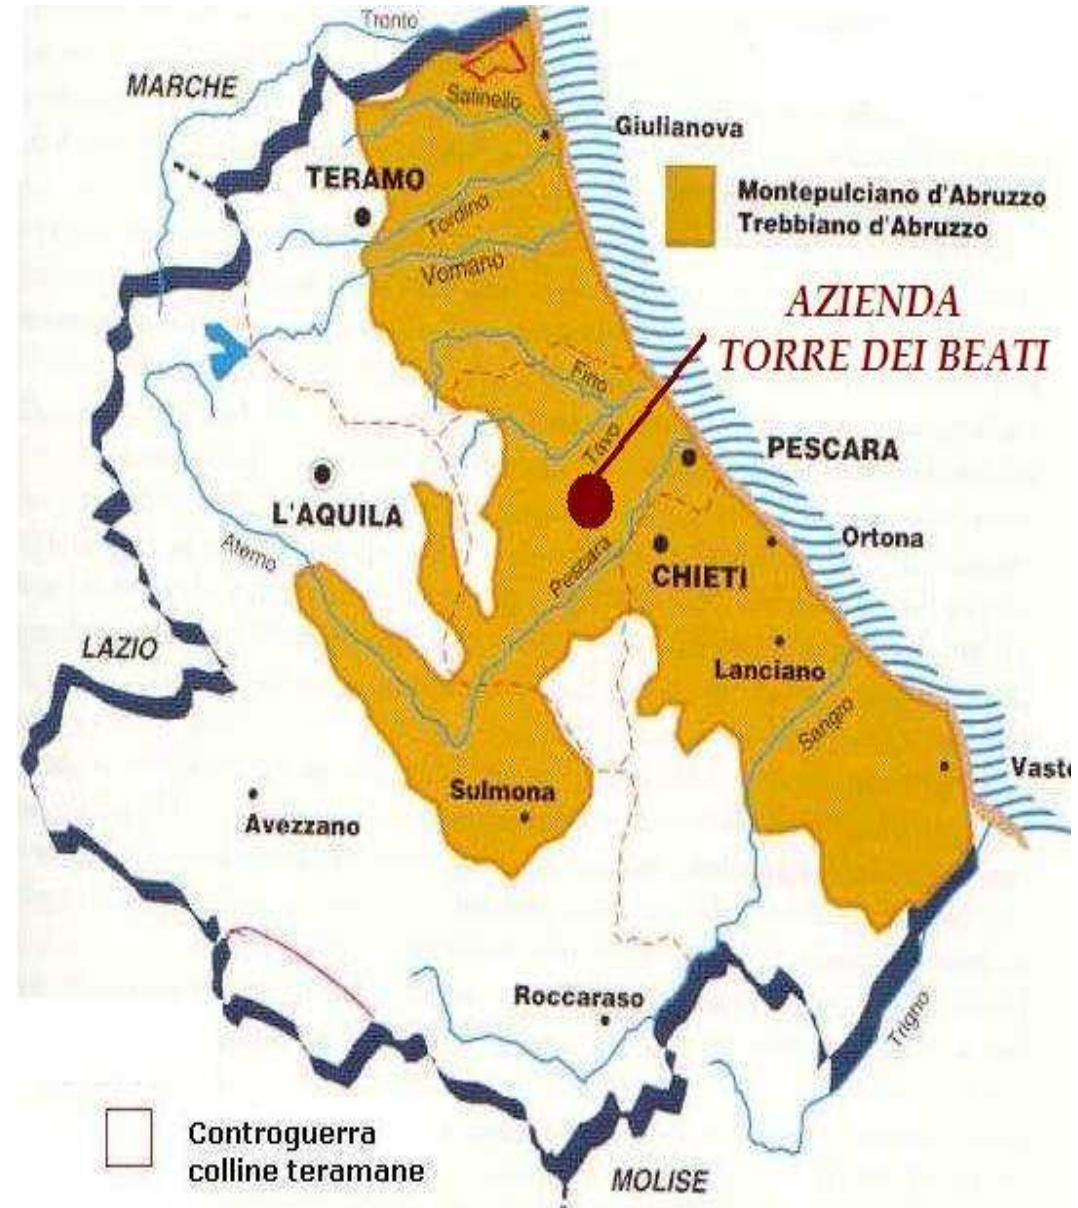 Tronto
MARCHE
Salinello
Giulianova
TERAMO
Montepulciano d'Abruzzo
Trebbiano d'Abruzzo
Tordino
Vomano
AZIENDA
TORRE DEI BEATI
Fino
Tavo
PESCARA
L'AQUILA
Aterno
Ortona
Pescara
CHIETI
LAZIO
Lanciano
Sangro
Vasto
Sulmona
Avezzano
Roccaraso
Trigno
Controguerra
colline teramane
MOLISE